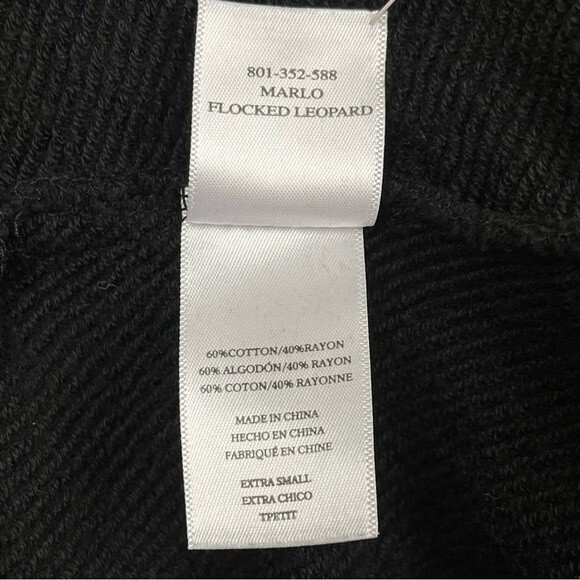 801-352-588
MARLO
FLOCKED LEOPARD
60%COTTON/40%RAYON
60% ALGODÓN/40% RAYON
60% COTON/40% RAYONNE
MADE IN CHINA
HECHO EN CHINA
FABRIQUÉ EN CHINE
EXTRA SMALL
EXTRA CHICO
TPETIT